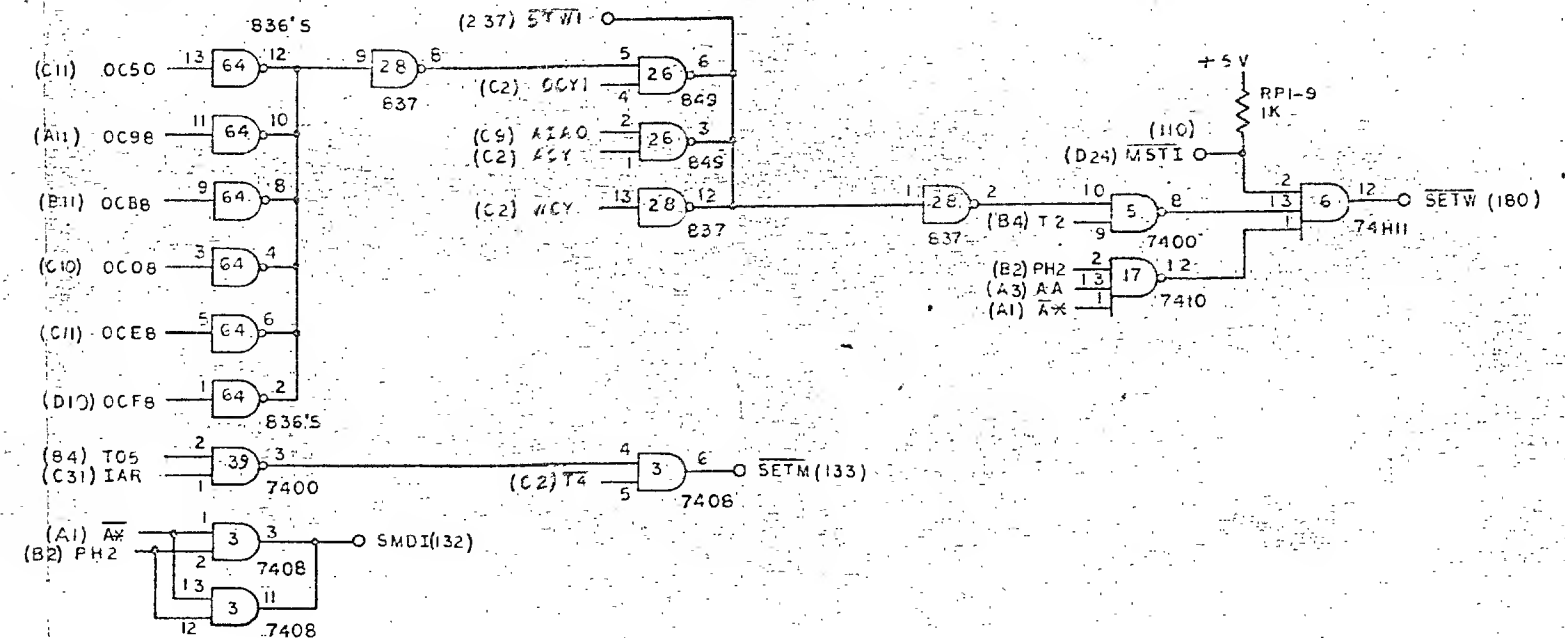 836'S
(237) STW1
(C11) OC50 13 64 12
9 28 8
837
5 26 6
(C2) OCY1 4
849
+5V
RP1-9
1K
(A11) OC98 11 64 10
(C9) AIAO 2 26 3
(C2) ACY 1
849
(110)
(D24) MSTI
(B11) OCB8 9 64 8
(C2) WCY 13 28 12
837
1 28 2
837
10 5 8
(B4) T2 9
7400
2
13
1
6 12
SETW (180)
74H11
(C10) OC08 3 64 4
(B2) PH2 2
(A3) AA 13
(A1) A* 1
17 12
7410
(C11) OCE8 5 64 6
(D10) OCF8 1 64 2
836'S
(B4) T05 2
(C31) IAR 1
39 3
7400
4 3 6
(C2) T4 5
7408
SETM (133)
(A1) A* 1
(B2) PH2 2
3 3
7408
SMDI (132)
13
12
3 11
7408